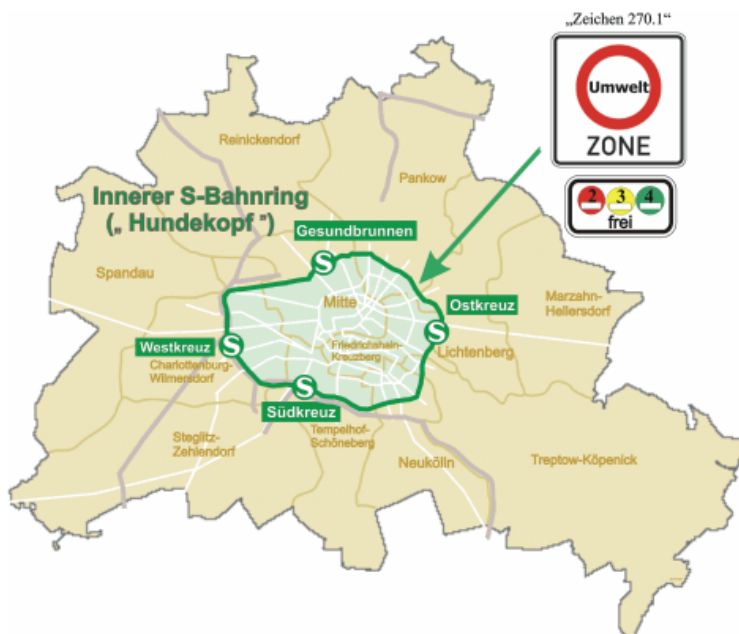 „Zeichen 270.1“
Umwelt
ZONE
2 3 4
frei
Reinickendorf
Pankow
Innerer S-Bahnring
(„ Hundekopf ”)
Gesundbrunnen
S
Spandau
Mitte
Ostkreuz
Marzahn-
Hellersdorf
S
Westkreuz
S
Friedrichshein-
Kreuzberg
Lichtenberg
Charlottenburg-
Wilmersdorf
S
Südkreuz
Steglitz-
Zehlendorf
Tempelhof-
Schöneberg
Neukölln
Treptow-Köpenick